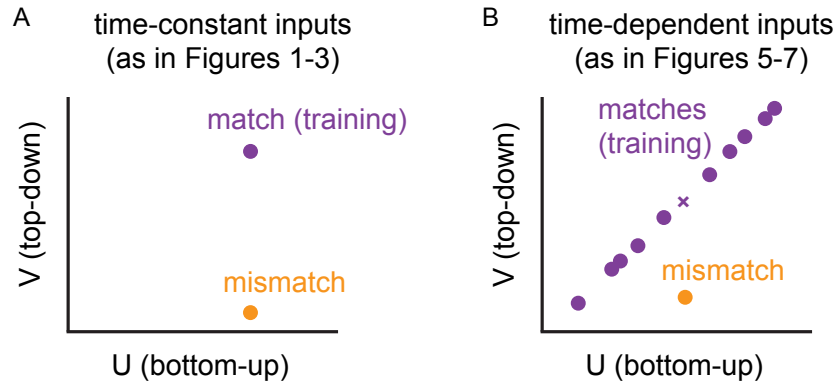 A
time-constant inputs
(as in Figures 1-3)
V (top-down)
match (training)
mismatch
U (bottom-up)
B
time-dependent inputs
(as in Figures 5-7)
V (top-down)
matches
(training)
mismatch
U (bottom-up)